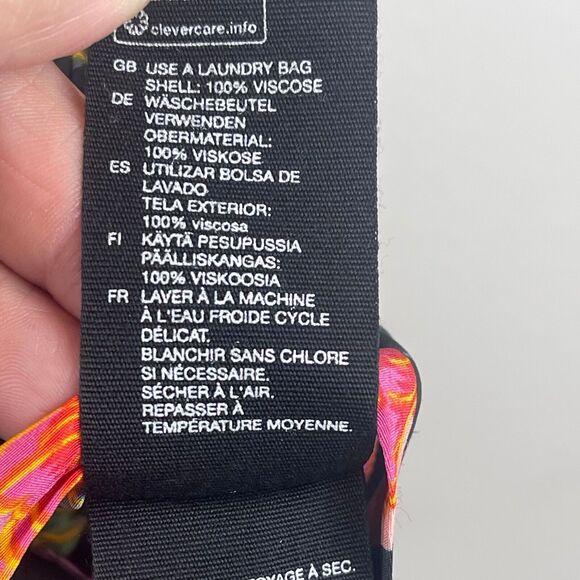 clevercare.info
GB USE A LAUNDRY BAG
SHELL: 100% VISCOSE
DE WÄSCHEBEUTEL
VERWENDEN
OBERMATERIAL:
100% VISKOSE
ES UTILIZAR BOLSA DE
LAVADO
TELA EXTERIOR:
100% viscosa
FI KÄYTÄ PESUPUSSIA
PÄÄLLISKANGAS:
100% VISKOOSIA
FR LAVER À LA MACHINE
À L'EAU FROIDE CYCLE
DÉLICAT.
BLANCHIR SANS CHLORE
SI NÉCESSAIRE.
SÉCHER À L'AIR.
REPASSER À
TEMPÉRATURE MOYENNE.
À SEC.